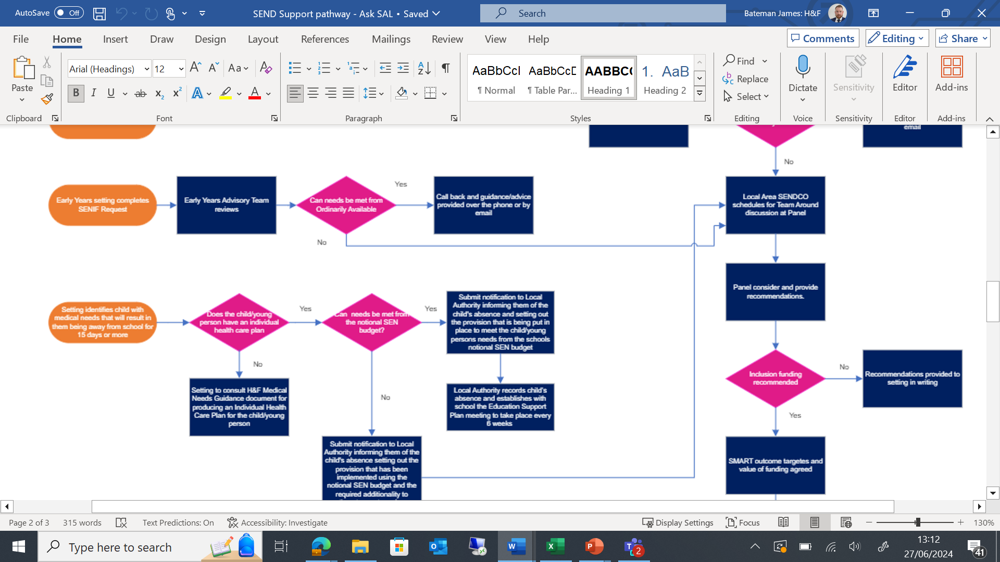 AutoSave Off
SEND Support pathway - Ask SAL • Saved
Search
Bateman James: H&F
File Home Insert Draw Design Layout References Mailings Review View Help
Comments Editing Share
Paste
Clipboard
Arial (Headings) 12
Font
Paragraph
AaBbCcI
¶ Normal
AaBbCcD
¶ Table Par...
AABBC
Heading 1
1. AaB
Heading 2
Styles
Find
Replace
Select
Editing
Dictate
Voice
Sensitivity
Sensitivity
Editor
Editor
Add-ins
Add-ins
email
No
Early Years setting completes
SENIF Request
Early Years Advisory Team
reviews
Can needs be met from
Ordinarily Available
Yes
Call back and guidance/advice
provided over the phone or by
email
No
Local Area SENDCO
schedules for Team Around
discussion at Panel
Panel consider and provide
recommendations.
Setting identifies child with
medical needs that will result in
them being away from school for
15 days or more
Does the child/young
person have an individual
health care plan
Yes
Can needs be met from
the notional SEN
budget?
Yes
Submit notification to Local
Authority informing them of the
child's absence and setting out
the provision that is being put in
place to meet the child/young
persons needs from the schools
notional SEN budget
No
Setting to consult H&F Medical
Needs Guidance document for
producing an Individual Health
Care Plan for the child/young
person
No
Local Authority records child's
absence and establishes with
school the Education Support
Plan meeting to take place every
6 weeks
Inclusion funding
recommended
No
Recommendations provided to
setting in writing
Yes
Submit notification to Local
Authority informing them of the
child's absence setting out the
provision that has been
implemented using the
notional SEN budget and the
required additionality to
SMART outcome targetes and
value of funding agreed
Page 2 of 3 315 words Text Predictions: On Accessibility: Investigate Display Settings Focus 130%
Type here to search
2
13:12
27/06/2024
41